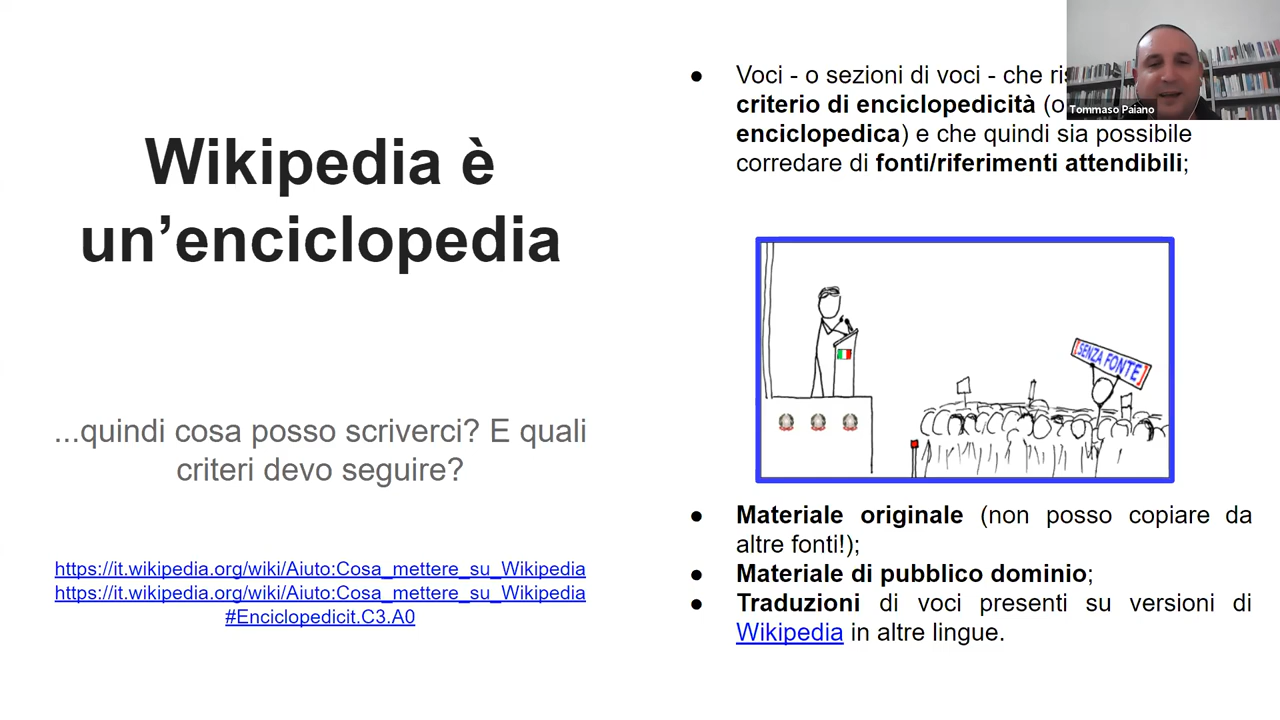 Wikipedia è
un’enciclopedia
...quindi cosa posso scriverci? E quali
criteri devo seguire?
https://it.wikipedia.org/wiki/Aiuto:Cosa_mettere_su_Wikipedia
https://it.wikipedia.org/wiki/Aiuto:Cosa_mettere_su_Wikipedia
#Enciclopedicit.C3.A0
● Voci - o sezioni di voci - che
criterio di enciclopedicità
enciclopedica) e che quindi sia possibile
corredare di fonti/riferimenti attendibili;
Tommaso Paiano
[SENZA FONTE]
● Materiale originale (non posso copiare da
altre fonti!);
● Materiale di pubblico dominio;
● Traduzioni di voci presenti su versioni di
Wikipedia in altre lingue.